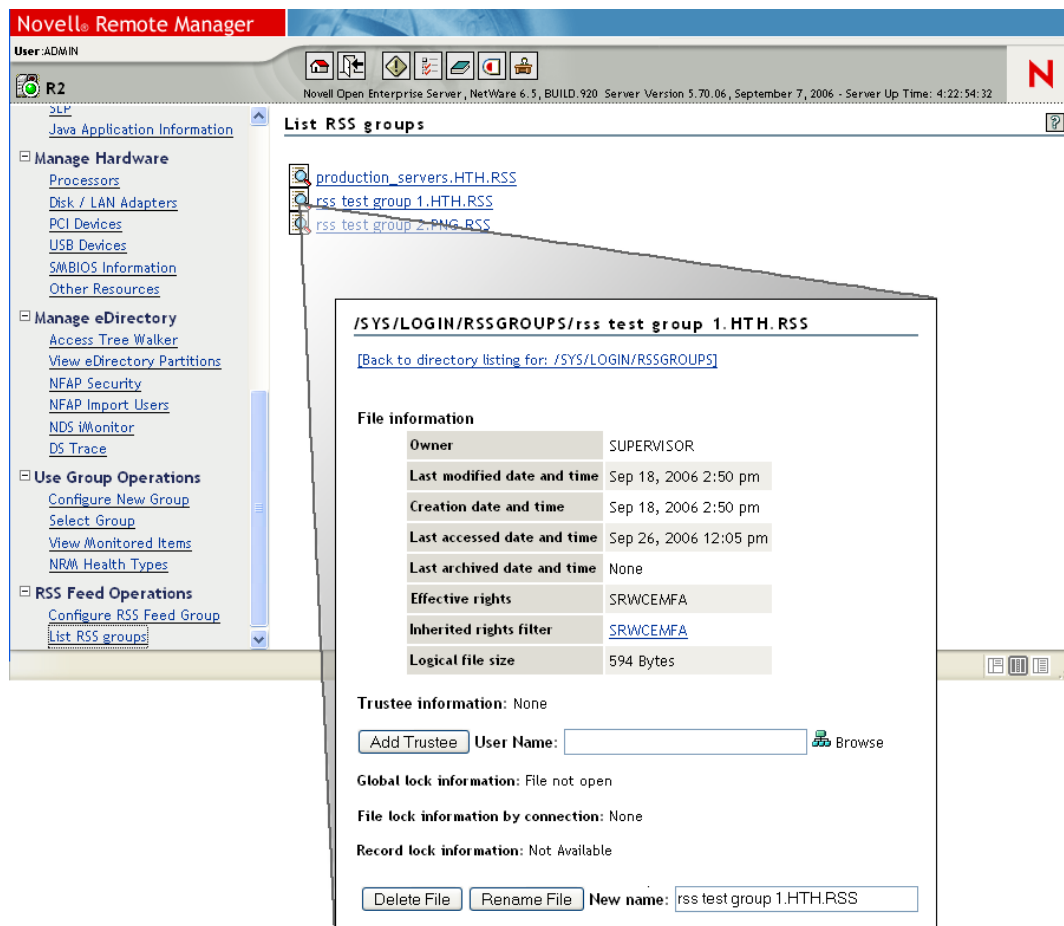 Novell® Remote Manager
User:ADMIN
R2
Novell Open Enterprise Server, NetWare 6.5, BUILD.920 Server Version 5.70.06, September 7, 2006 - Server Up Time: 4:22:54:32
N
SLP
Java Application Information
Manage Hardware
Processors
Disk / LAN Adapters
PCI Devices
USB Devices
SMBIOS Information
Other Resources
Manage eDirectory
Access Tree Walker
View eDirectory Partitions
NFAP Security
NFAP Import Users
NDS iMonitor
DS Trace
Use Group Operations
Configure New Group
Select Group
View Monitored Items
NRM Health Types
RSS Feed Operations
Configure RSS Feed Group
List RSS groups
List RSS groups
?
production_servers.HTH.RSS
rss test group 1.HTH.RSS
rss test group 2.PNG.RSS
/SYS/LOGIN/RSSGROUPS/rss test group 1.HTH.RSS
[Back to directory listing for: /SYS/LOGIN/RSSGROUPS]
File information
Owner SUPERVISOR
Last modified date and time Sep 18, 2006 2:50 pm
Creation date and time Sep 18, 2006 2:50 pm
Last accessed date and time Sep 26, 2006 12:05 pm
Last archived date and time None
Effective rights SRWCEMFA
Inherited rights filter SRWCEMFA
Logical file size 594 Bytes
Trustee information: None
Add Trustee User Name: Browse
Global lock information: File not open
File lock information by connection: None
Record lock information: Not Available
Delete File Rename File New name: rss test group 1.HTH.RSS